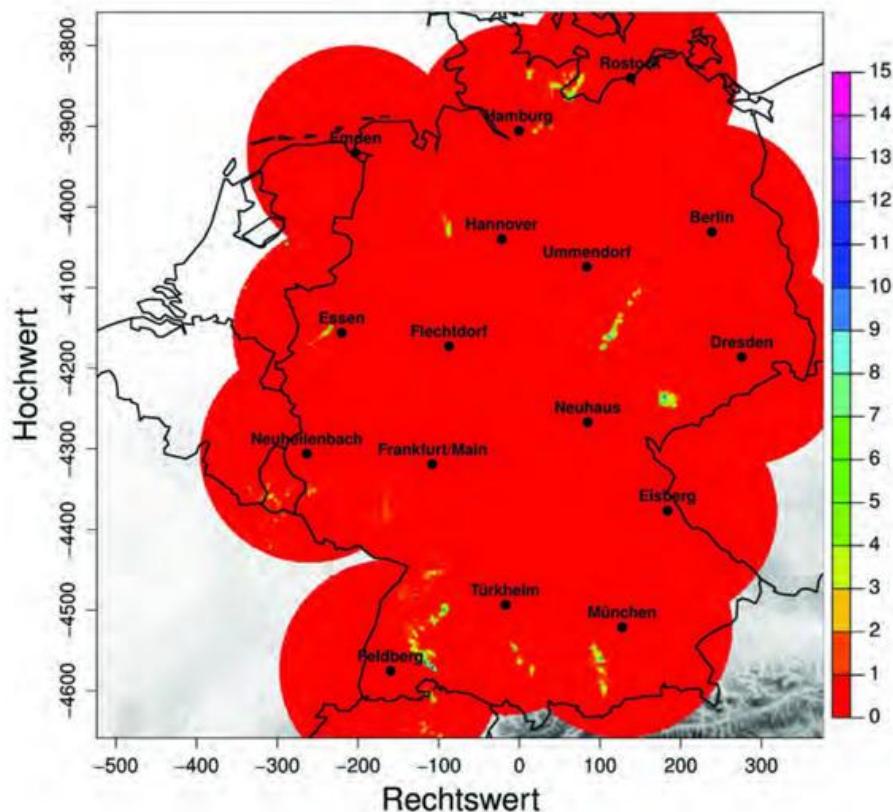 Hochwert
−3800
−3900
−4000
−4100
−4200
−4300
−4400
−4500
−4600
Rostock
Hamburg
Emden
Hannover
Berlin
Ummendorf
Essen
Flechtdorf
Dresden
Neuhaus
Neuheilenbach
Frankfurt/Main
Eisberg
Türkheim
München
Feldberg
15
14
13
12
11
10
9
8
7
6
5
4
3
2
1
0
−500 −400 −300 −200 −100 0 100 200 300
Rechtswert